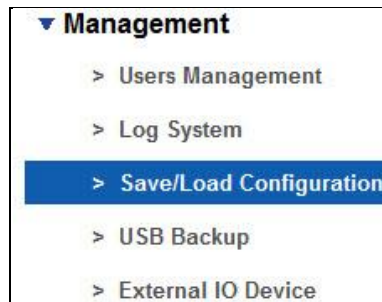 Management
> Users Management
> Log System
> Save/Load Configuration
> USB Backup
> External IO Device